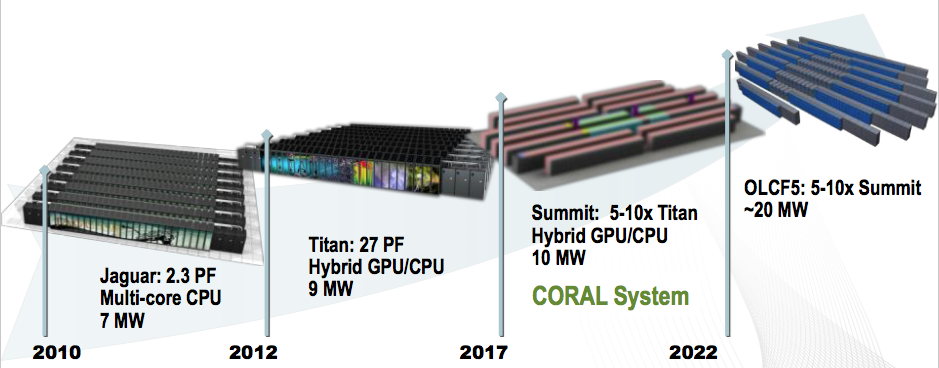 Jaguar: 2.3 PF
Multi-core CPU
7 MW
Titan: 27 PF
Hybrid GPU/CPU
9 MW
Summit:  5-10x Titan
Hybrid GPU/CPU
10 MW
CORAL System
OLCF5: 5-10x Summit
~20 MW
2010
2012
2017
2022